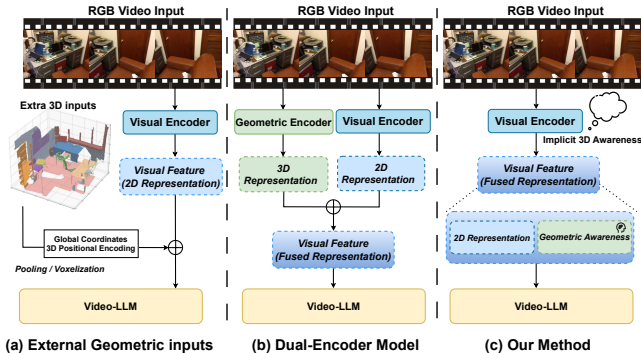 RGB Video Input
Extra 3D inputs
Visual Encoder
Visual Feature
(2D Representation)
Global Coordinates
3D Positional Encoding
Pooling / Voxelization
Video-LLM
(a) External Geometric inputs
RGB Video Input
Geometric Encoder
Visual Encoder
3D
Representation
2D
Representation
Visual Feature
(Fused Representation)
Video-LLM
(b) Dual-Encoder Model
RGB Video Input
Visual Encoder
Implicit 3D Awareness
Visual Feature
(Fused Representation)
2D Representation
Geometric Awareness
Video-LLM
(c) Our Method